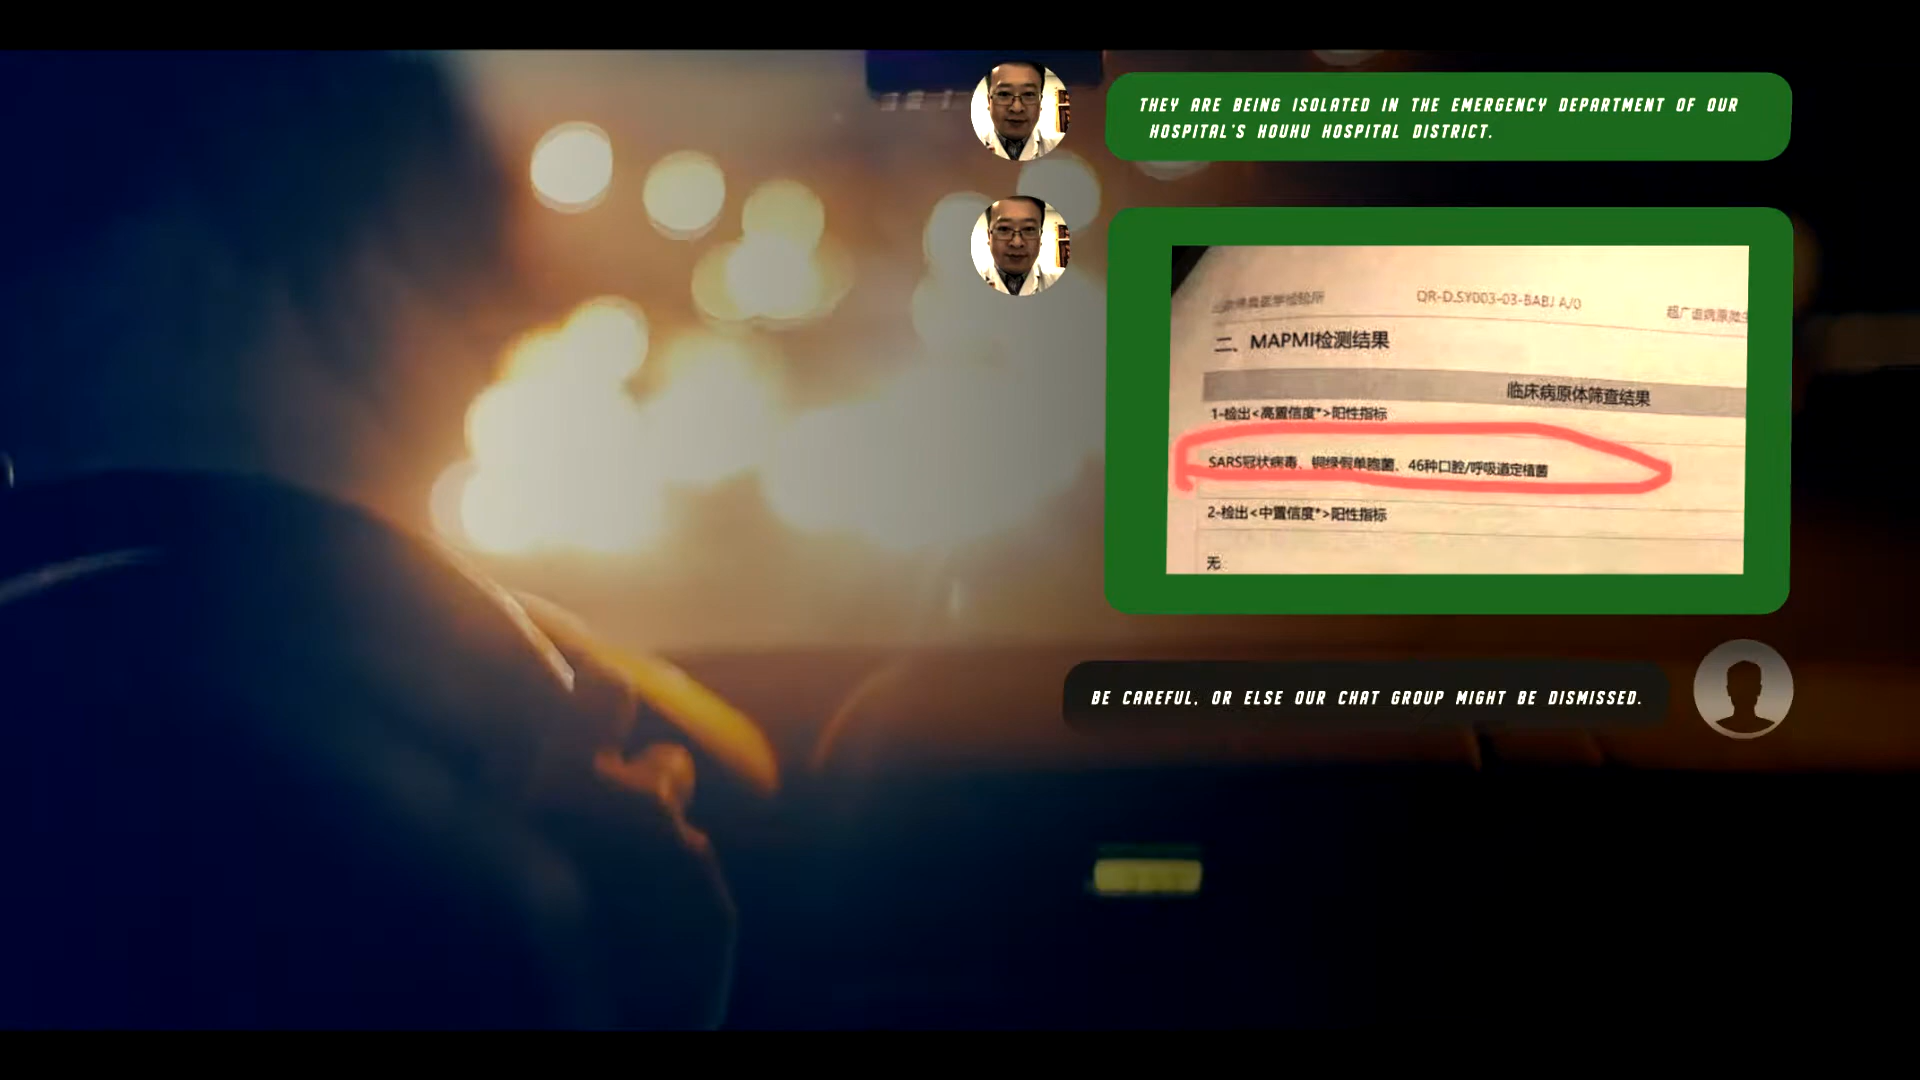 THEY ARE BEING ISOLATED IN THE EMERGENCY DEPARTMENT OF OUR
HOSPITAL'S HOUHU HOSPITAL DISTRICT.
QR-D.SY003-03-BABJ A/0
二、MAPMI检测结果
临床病原体筛查结果
1-检出<高置信度*>阳性指标
SARS冠状病毒、铜绿假单胞菌、46种口腔/呼吸道定植菌
2-检出<中置信度*>阳性指标
无
BE CAREFUL, OR ELSE OUR CHAT GROUP MIGHT BE DISMISSED.